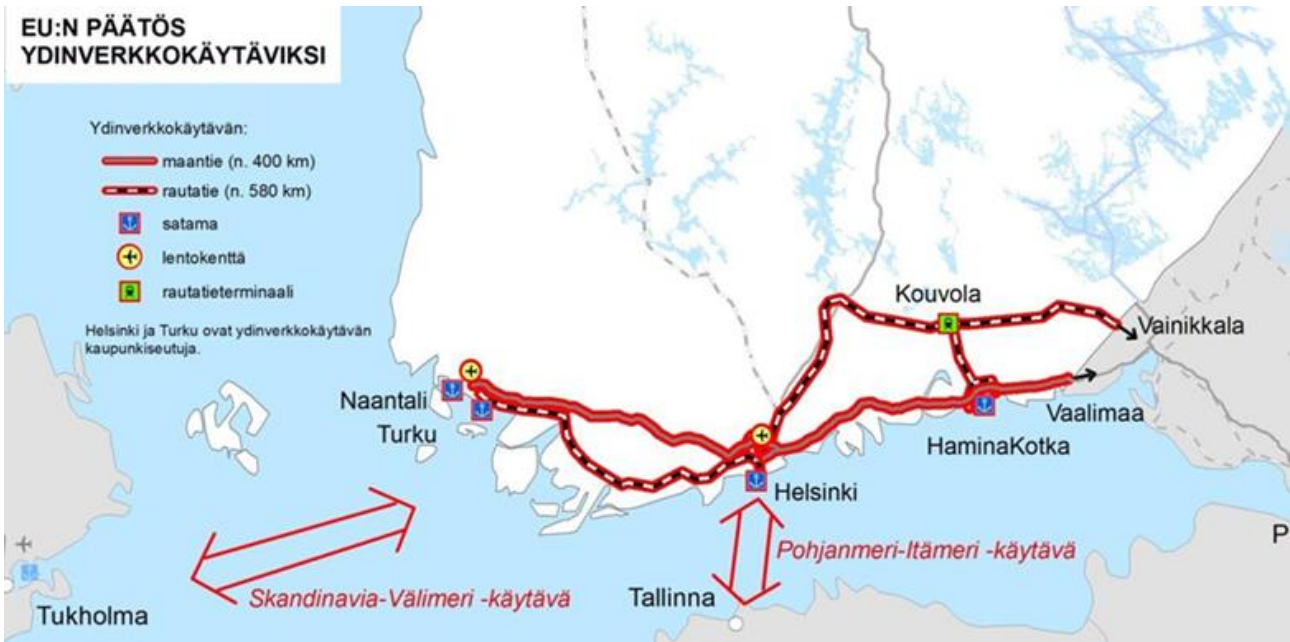 EU:N PÄÄTÖS
YDINVERKKOKÄYTÄVIKSI
Ydinverkkokäytävän:
maantie (n. 400 km)
rautatie (n. 580 km)
satama
lentokenttä
rautatieterminaali
Helsinki ja Turku ovat ydinverkkokäytävän
kaupunkiseutuja.
Kouvola
Vainikkala
Naantali
Turku
Vaalimaa
HaminaKotka
Helsinki
Pohjanmeri-Itämeri -käytävä
Skandinavia-Välimeri -käytävä
Tallinna
Tukholma
P